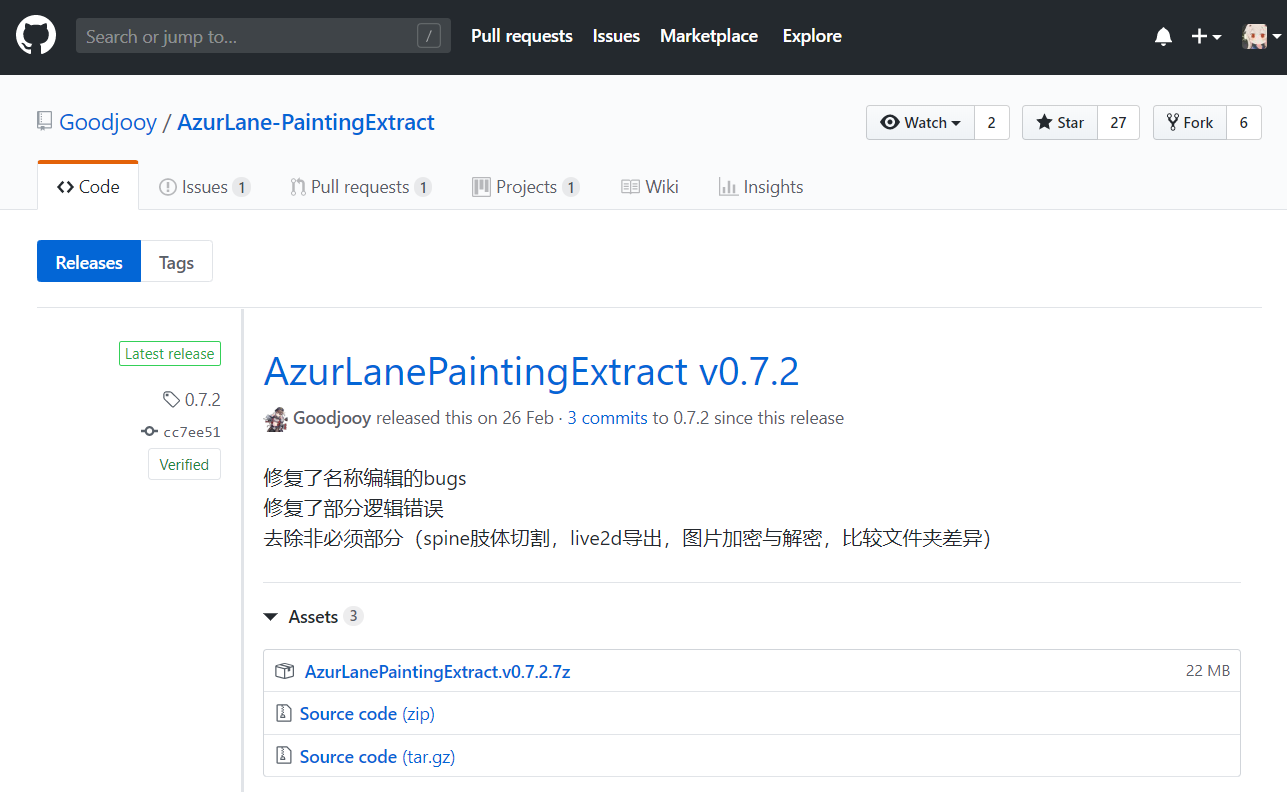 Search or jump to... /
Pull requests Issues Marketplace Explore
Goodjooy / AzurLane-PaintingExtract
Watch 2 Star 27 Fork 6
Code Issues 1 Pull requests 1 Projects 1 Wiki Insights
Releases Tags
Latest release
0.7.2
cc7ee51
Verified
AzurLanePaintingExtract v0.7.2
Goodjooy released this on 26 Feb · 3 commits to 0.7.2 since this release
修复了名称编辑的bugs
修复了部分逻辑错误
去除非必须部分（spine肢体切割，live2d导出，图片加密与解密，比较文件夹差异）
Assets 3
AzurLanePaintingExtract.v0.7.2.7z 22 MB
Source code (zip)
Source code (tar.gz)